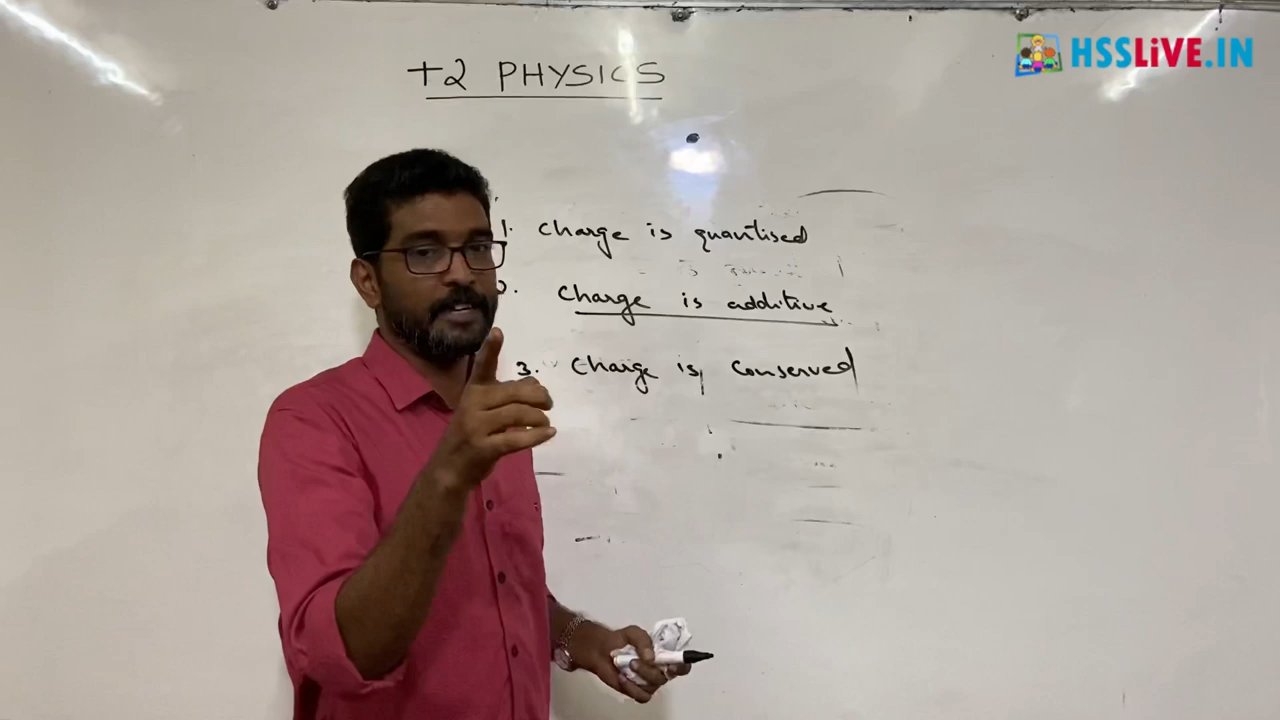 +2 PHYSICS
HSSLiVE.IN
1. Charge is quantised
Charge is additive
3. Charge is conserved